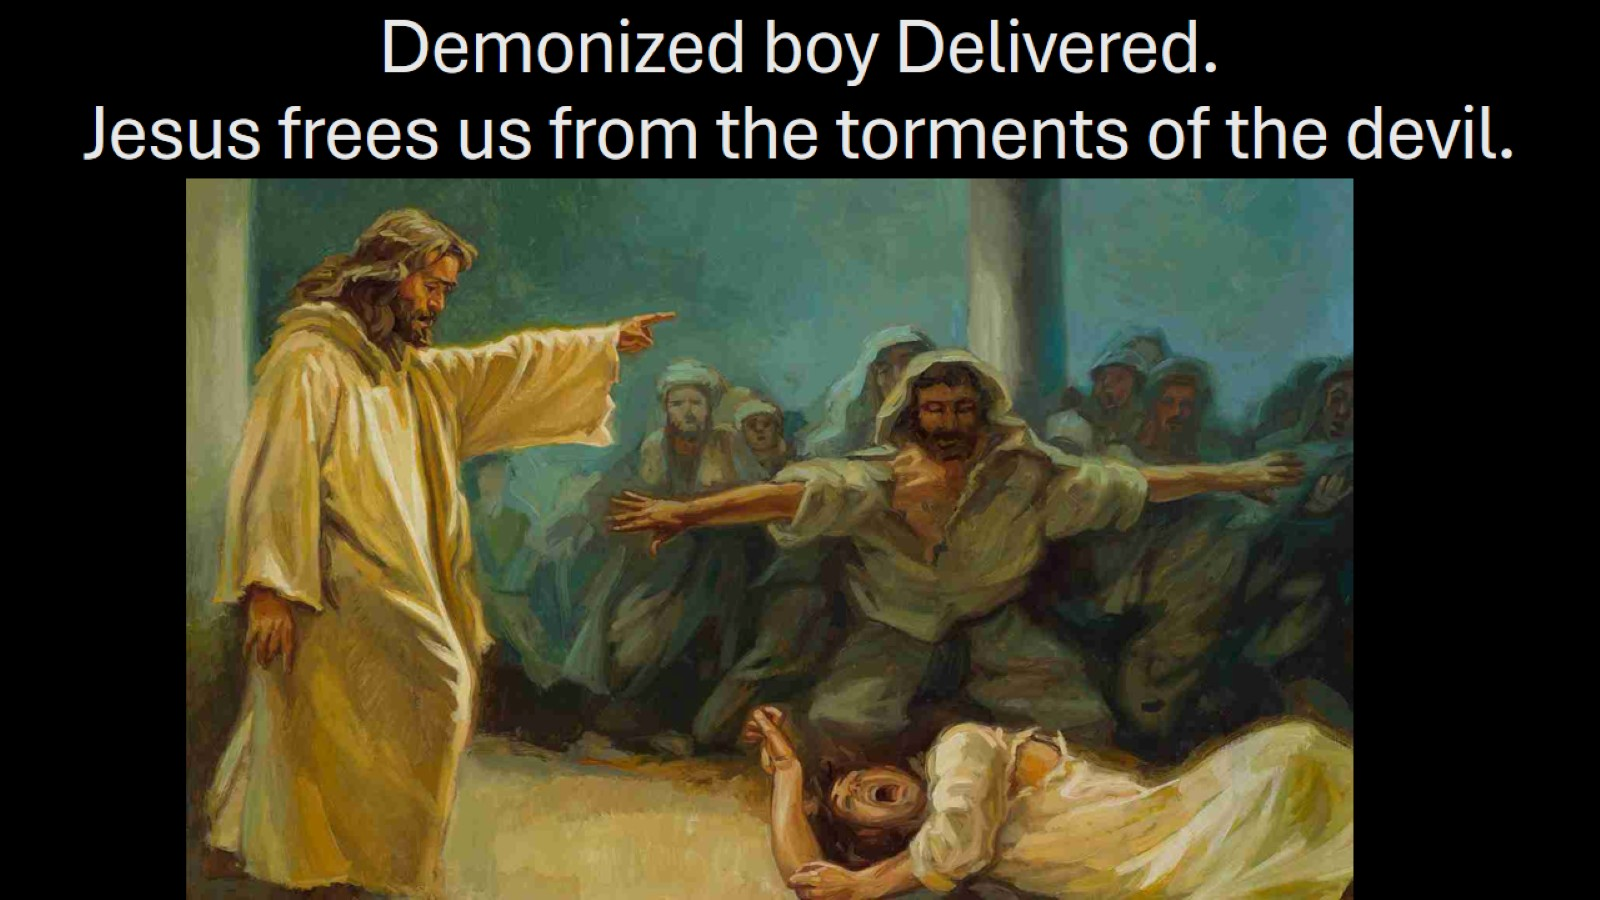 Demonized boy Delivered.
Jesus frees us from the torments of the devil.